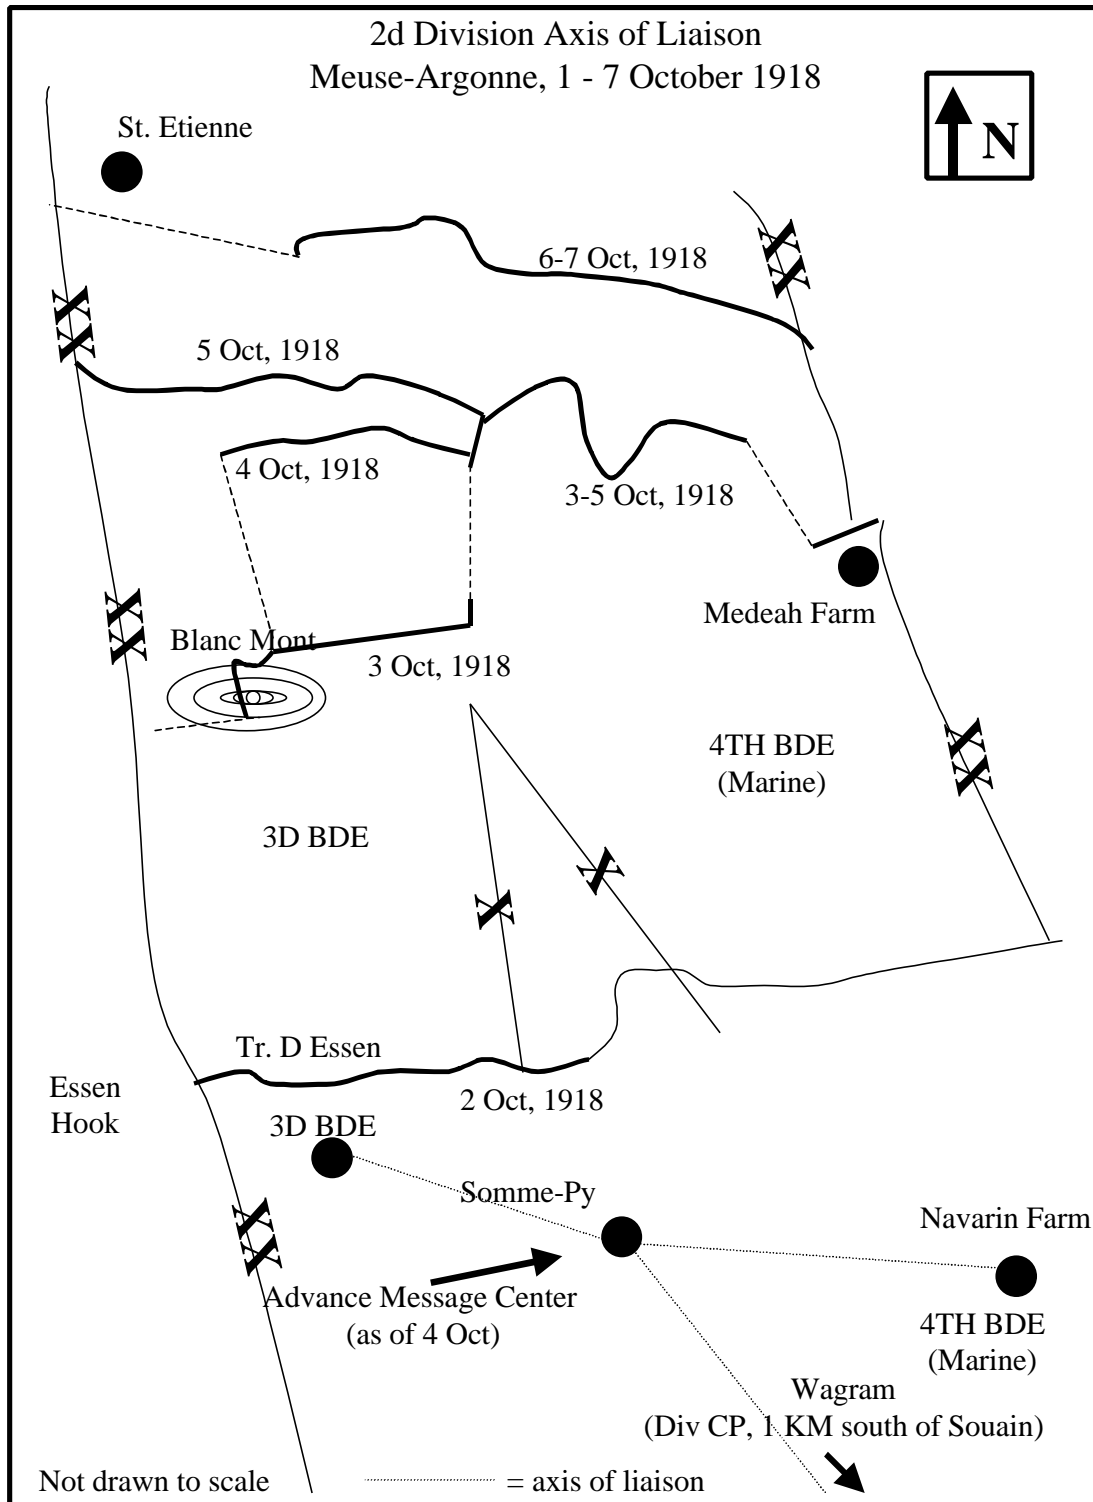 2d Division Axis of Liaison
Meuse-Argonne, 1 - 7 October 1918
N
St. Etienne
6-7 Oct, 1918
5 Oct, 1918
4 Oct, 1918
3-5 Oct, 1918
Medeah Farm
Blanc Mont
3 Oct, 1918
4TH BDE
(Marine)
3D BDE
Tr. D Essen
Essen
Hook
2 Oct, 1918
3D BDE
Somme-Py
Navarin Farm
Advance Message Center
(as of 4 Oct)
4TH BDE
(Marine)
Wagram
(Div CP, 1 KM south of Souain)
Not drawn to scale
= axis of liaison